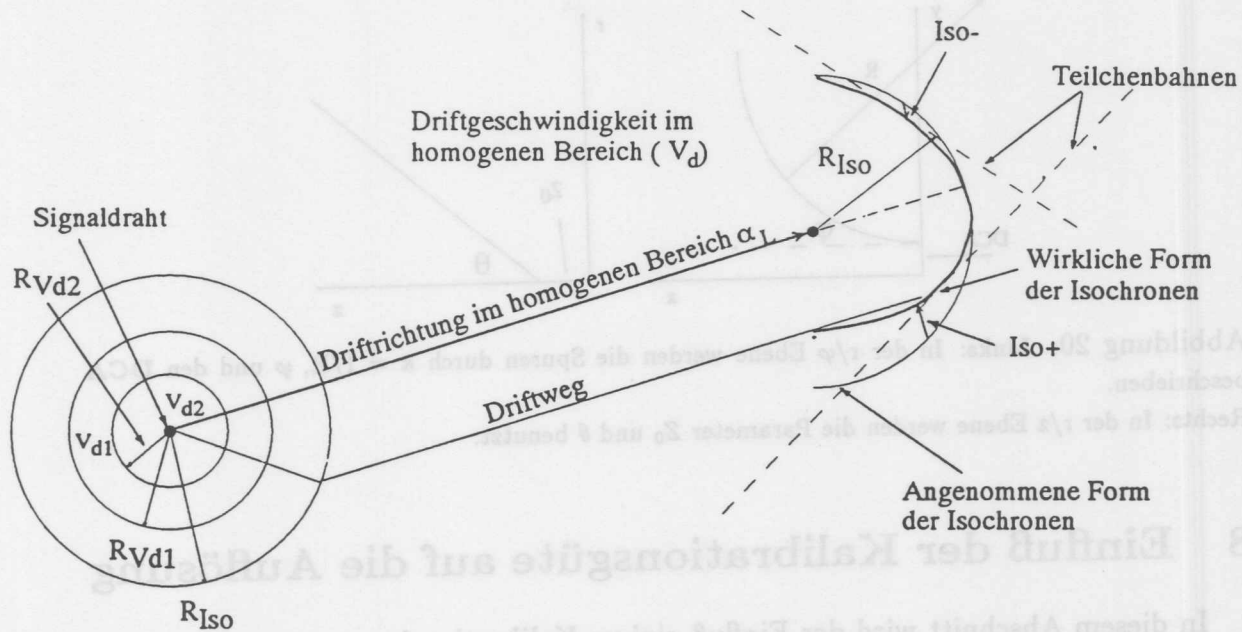 Iso-
Teilchenbahnen
Driftgeschwindigkeit im
homogenen Bereich ( V_d)
R_Iso
Signaldraht
R_Vd2
Driftrichtung im homogenen Bereich α_L
Wirkliche Form
der Isochronen
Iso+
v_d2
v_d1
Driftweg
R_Vd1
R_Iso
Angenommene Form
der Isochronen
Abbildung 20: Links: In der r/φ Ebene werden die Spuren durch φ und den DCA
beschrieben.
Rechts: In der r/z Ebene werden die Parameter Z₀ und θ benutzt.
3 Einfluß der Kalibrationsgüte auf die Auflösung
In diesem Abschnitt wird der Einfluß